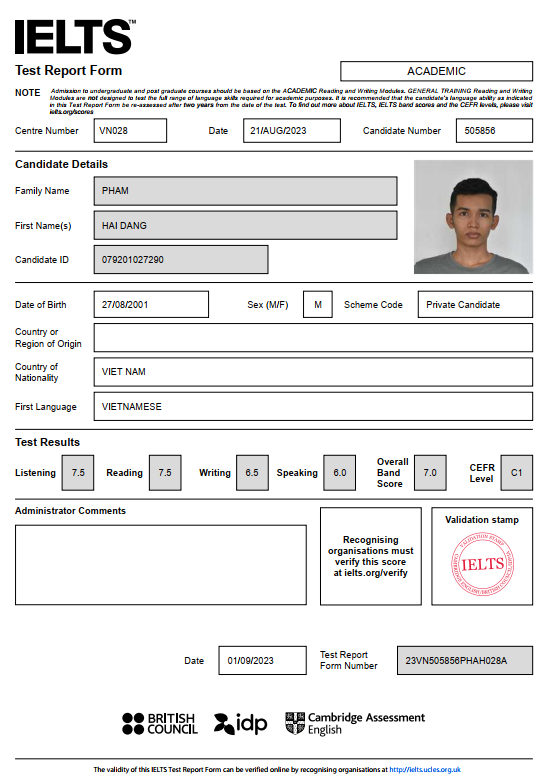 IELTS™
Test Report Form
ACADEMIC
NOTE Admission to undergraduate and post graduate courses should be based on the ACADEMIC Reading and Writing Modules. GENERAL TRAINING Reading and Writing
Modules are not designed to test the full range of language skills required for academic purposes. It is recommended that the candidate's language ability as indicated
in this Test Report Form be re-assessed after two years from the date of the test. To find out more about IELTS, IELTS band scores and the CEFR levels, please visit
ielts.org/scores
Centre Number VN028 Date 21/AUG/2023 Candidate Number 505856
Candidate Details
Family Name PHAM
First Name(s) HAI DANG
Candidate ID 079201027290
Date of Birth 27/08/2001 Sex (M/F) M Scheme Code Private Candidate
Country or
Region of Origin
Country of
Nationality VIET NAM
First Language VIETNAMESE
Test Results
Listening 7.5 Reading 7.5 Writing 6.5 Speaking 6.0 Overall
Band
Score 7.0 CEFR
Level C1
Administrator Comments
Recognising
organisations must
verify this score
at ielts.org/verify
Validation stamp
VALIDATION STAMP
IELTS
Date 01/09/2023 Test Report
Form Number 23VN505856PHAH028A
BRITISH
COUNCIL
idp
Cambridge Assessment
English
The validity of this IELTS Test Report Form can be verified online by recognising organisations at http://ielts.ucles.org.uk